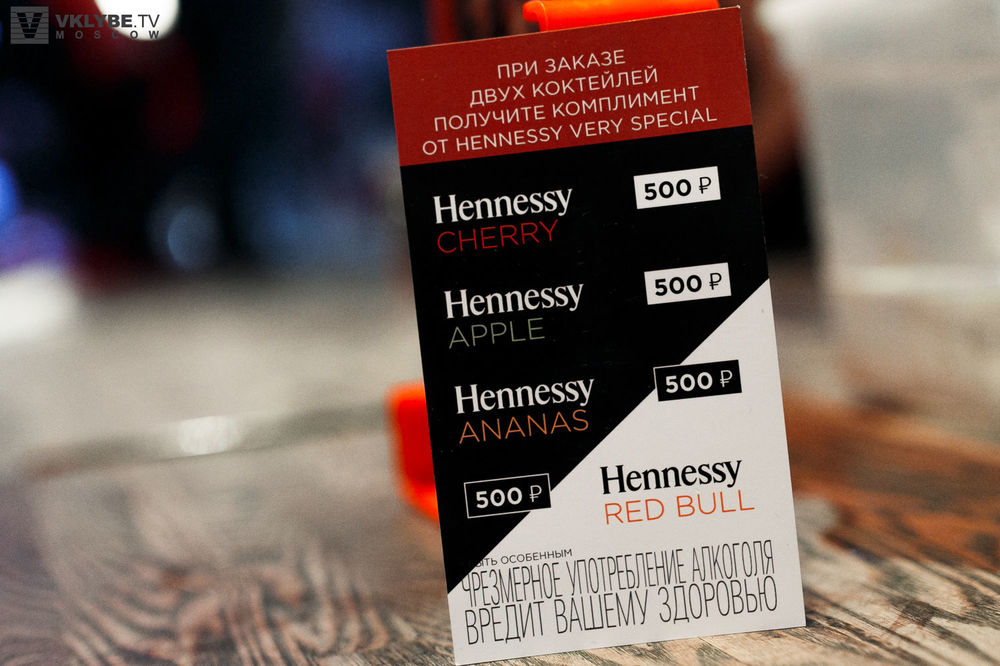 VKLYBE.TV
MOSCOW
ПРИ ЗАКАЗЕ
ДВУХ КОКТЕЙЛЕЙ
ПОЛУЧИТЕ КОМПЛИМЕНТ
ОТ HENNESSY VERY SPECIAL
Hennessy 500 ₽
CHERRY
Hennessy 500 ₽
APPLE
Hennessy 500 ₽
ANANAS
500 ₽ Hennessy
RED BULL
ОСОБЕННЫМ
ЧРЕЗМЕРНОЕ УПОТРЕБЛЕНИЕ АЛКОГОЛЯ
ВРЕДИТ ВАШЕМУ ЗДОРОВЬЮ